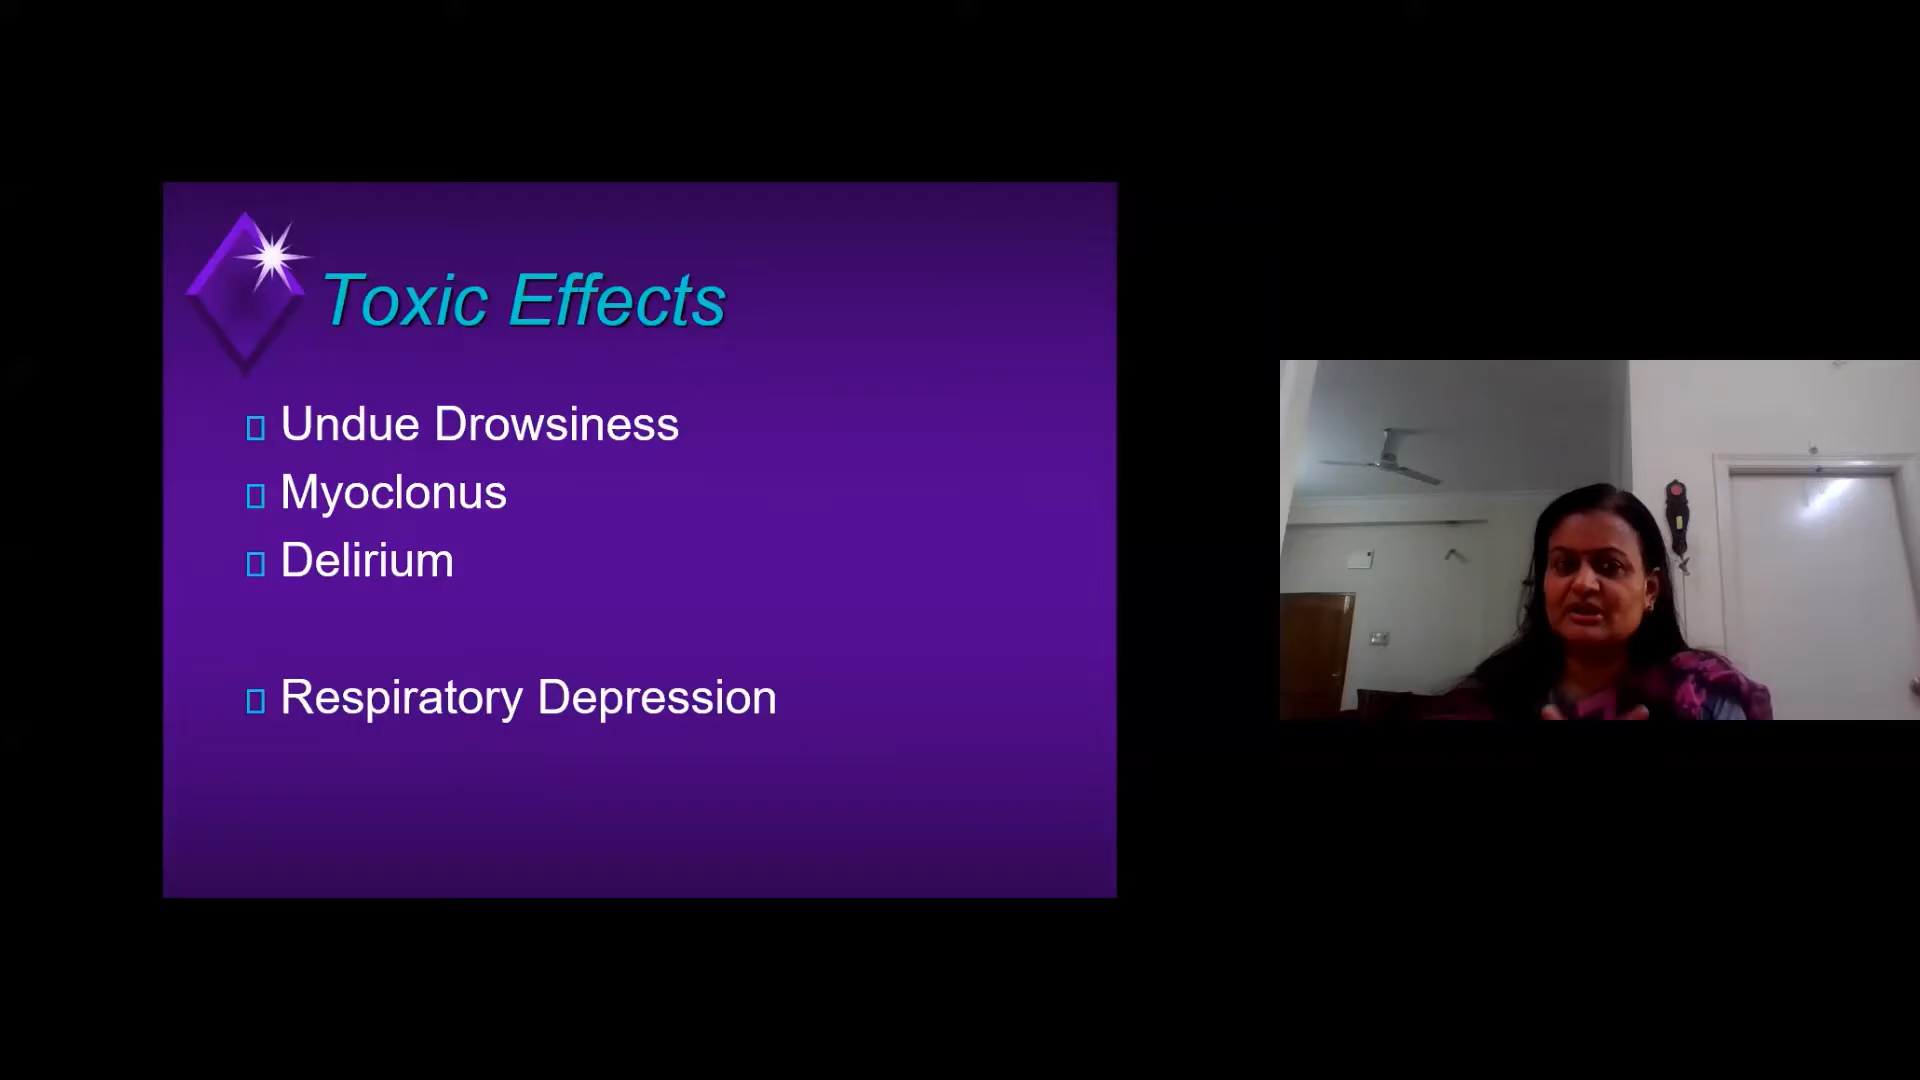 Toxic Effects
Undue Drowsiness
Myoclonus
Delirium
Respiratory Depression